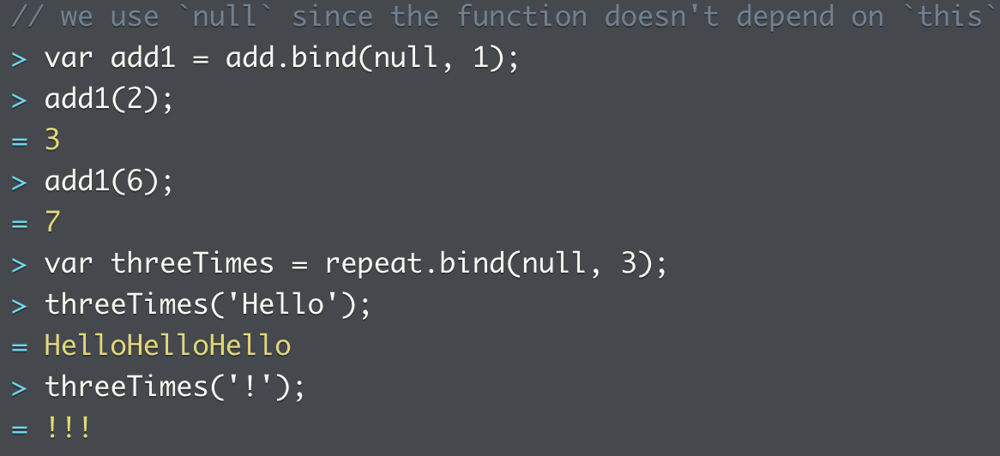 // we use `null` since the function doesn't depend on `this`
> var add1 = add.bind(null, 1);
> add1(2);
= 3
> add1(6);
= 7
> var threeTimes = repeat.bind(null, 3);
> threeTimes('Hello');
= HelloHelloHello
> threeTimes('!');
= !!!